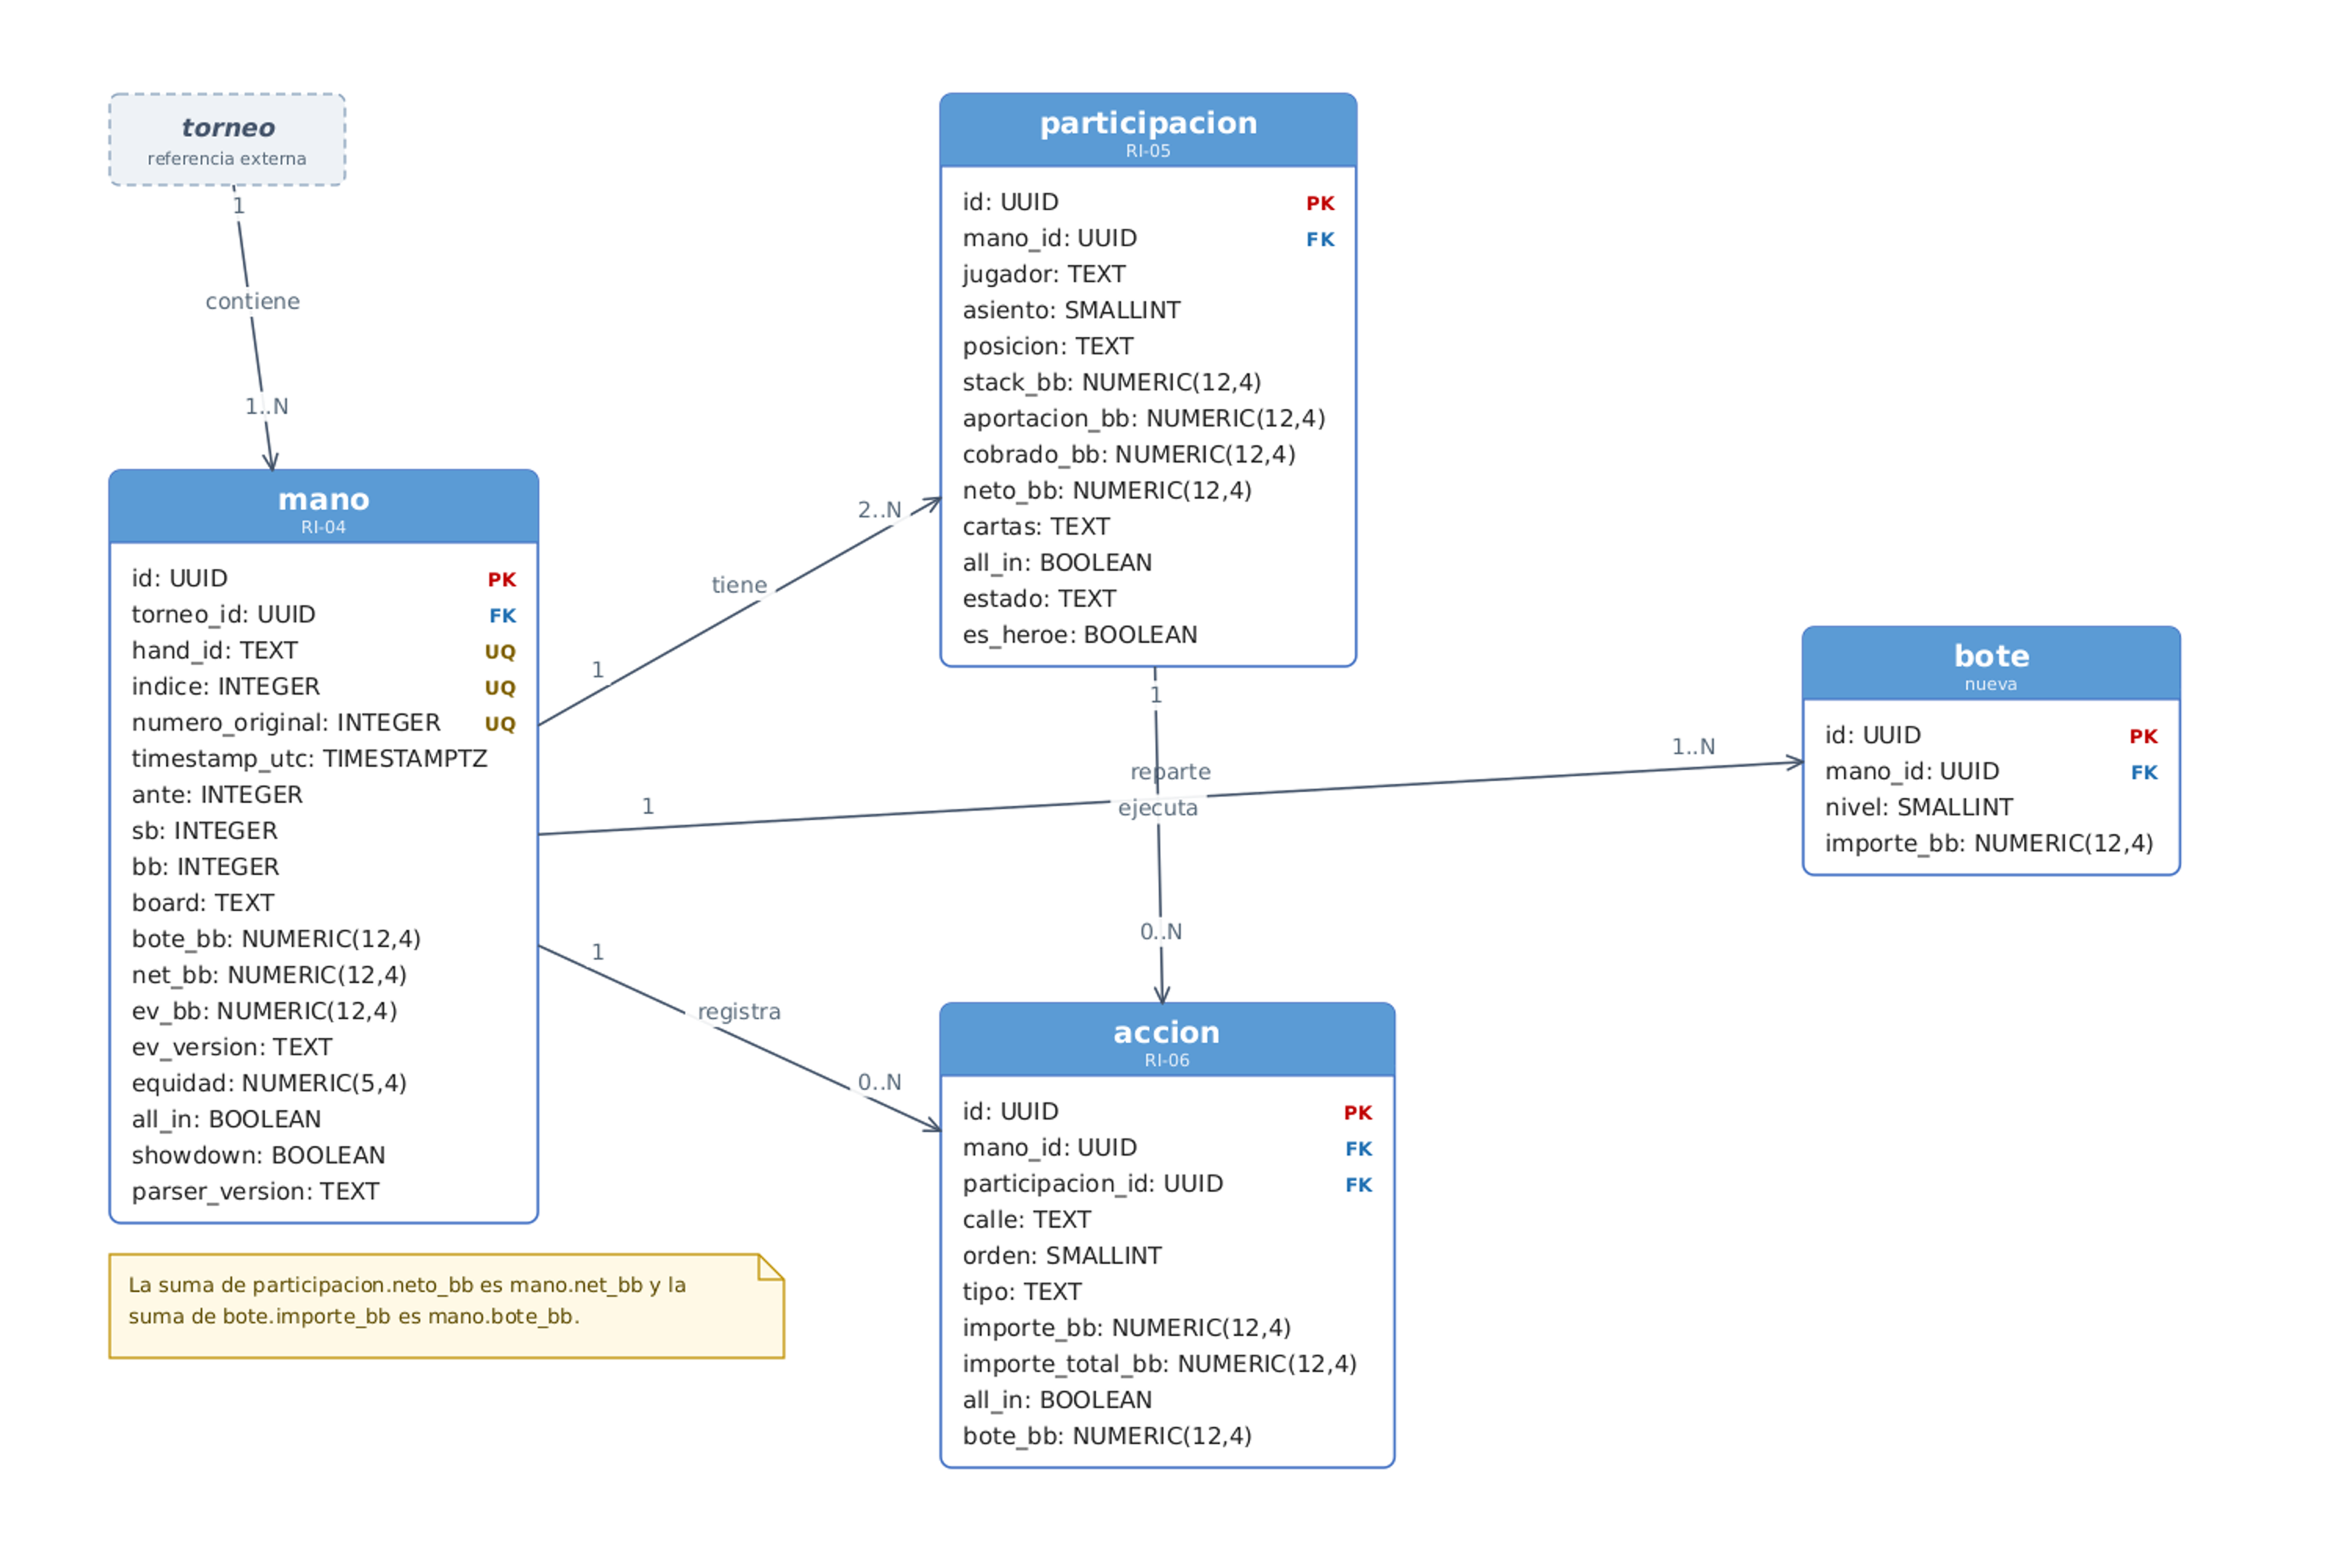 torneo
referencia externa
1
contiene
1..N
mano
RI-04
id: UUID PK
torneo_id: UUID FK
hand_id: TEXT UQ
indice: INTEGER UQ
numero_original: INTEGER UQ
timestamp_utc: TIMESTAMPTZ
ante: INTEGER
sb: INTEGER
bb: INTEGER
board: TEXT
bote_bb: NUMERIC(12,4)
net_bb: NUMERIC(12,4)
ev_bb: NUMERIC(12,4)
ev_version: TEXT
equidad: NUMERIC(5,4)
all_in: BOOLEAN
showdown: BOOLEAN
parser_version: TEXT
La suma de participacion.neto_bb es mano.net_bb y la
suma de bote.importe_bb es mano.bote_bb.
1
tiene
2..N
1
reparte
1..N
1
registra
0..N
participacion
RI-05
id: UUID PK
mano_id: UUID FK
jugador: TEXT
asiento: SMALLINT
posicion: TEXT
stack_bb: NUMERIC(12,4)
aportacion_bb: NUMERIC(12,4)
cobrado_bb: NUMERIC(12,4)
neto_bb: NUMERIC(12,4)
cartas: TEXT
all_in: BOOLEAN
estado: TEXT
es_heroe: BOOLEAN
1
ejecuta
0..N
accion
RI-06
id: UUID PK
mano_id: UUID FK
participacion_id: UUID FK
calle: TEXT
orden: SMALLINT
tipo: TEXT
importe_bb: NUMERIC(12,4)
importe_total_bb: NUMERIC(12,4)
all_in: BOOLEAN
bote_bb: NUMERIC(12,4)
bote
nueva
id: UUID PK
mano_id: UUID FK
nivel: SMALLINT
importe_bb: NUMERIC(12,4)